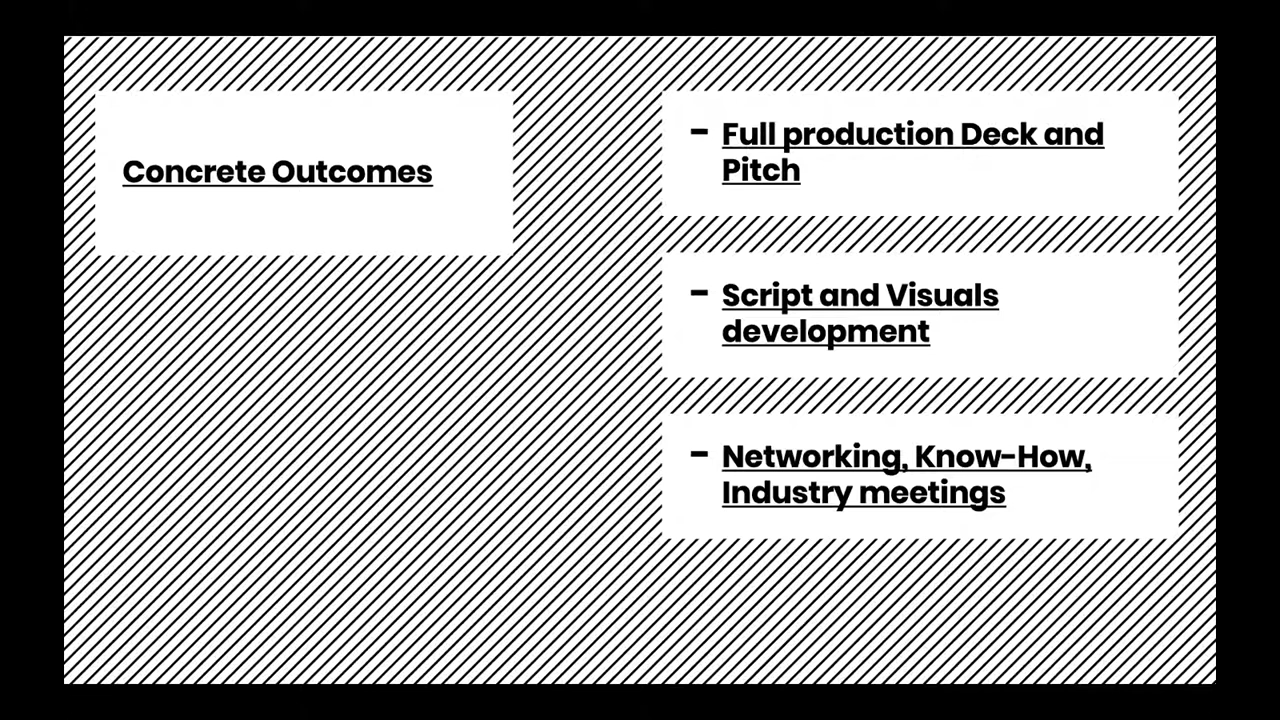 Concrete Outcomes
- Full production Deck and
Pitch
- Script and Visuals
development
- Networking, Know-How,
Industry meetings